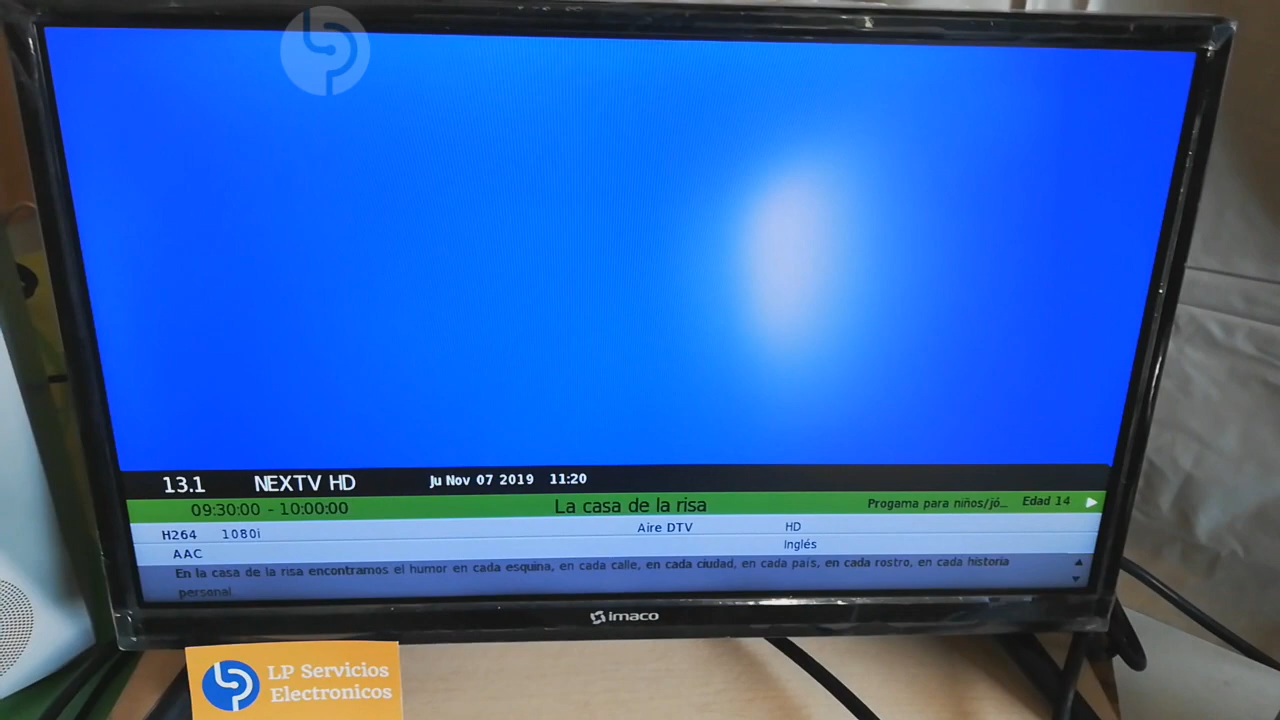 13.1 NEXTV HD Ju Nov 07 2019 11:20
09:30:00 - 10:00:00 La casa de la risa Progama para niños/jó... Edad 14
H264 1080i Aire DTV HD
AAC Inglés
En la casa de la risa encontramos el humor en cada esquina, en cada calle, en cada ciudad, en cada país, en cada rostro, en cada historia
personal.
imaco
LP Servicios
Electronicos